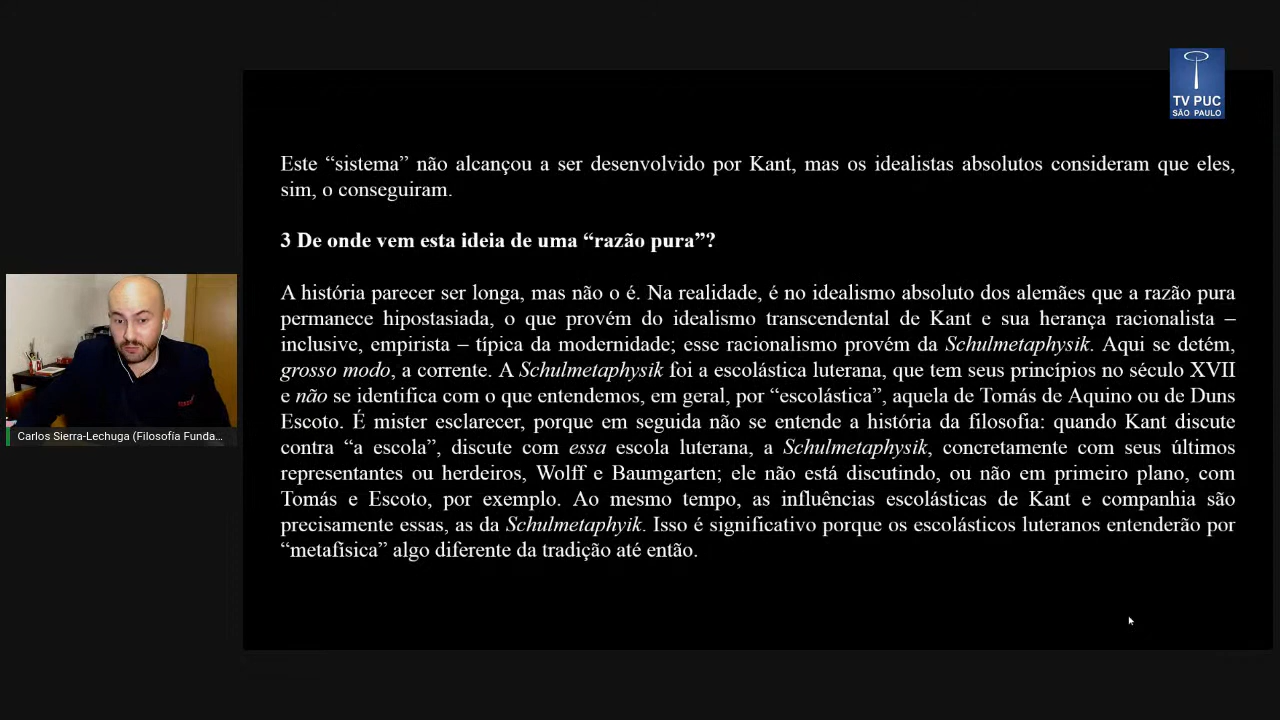 TV PUC
SÃO PAULO
Este “sistema” não alcançou a ser desenvolvido por Kant, mas os idealistas absolutos consideram que eles,
sim, o conseguiram.
3 De onde vem esta ideia de uma “razão pura”?
A história parecer ser longa, mas não o é. Na realidade, é no idealismo absoluto dos alemães que a razão pura
permanece hipostasiada, o que provém do idealismo transcendental de Kant e sua herança racionalista –
inclusive, empirista – típica da modernidade; esse racionalismo provém da Schulmetaphysik. Aqui se detém,
grosso modo, a corrente. A Schulmetaphysik foi a escolástica luterana, que tem seus princípios no século XVII
e não se identifica com o que entendemos, em geral, por “escolástica”, aquela de Tomás de Aquino ou de Duns
Escoto. É mister esclarecer, porque em seguida não se entende a história da filosofia: quando Kant discute
contra “a escola”, discute com essa escola luterana, a Schulmetaphysik, concretamente com seus últimos
representantes ou herdeiros, Wolff e Baumgarten; ele não está discutindo, ou não em primeiro plano, com
Tomás e Escoto, por exemplo. Ao mesmo tempo, as influências escolásticas de Kant e companhia são
precisamente essas, as da Schulmetaphyik. Isso é significativo porque os escolásticos luteranos entenderão por
“metafísica” algo diferente da tradição até então.
Carlos Sierra-Lechuga (Filosofía Funda...